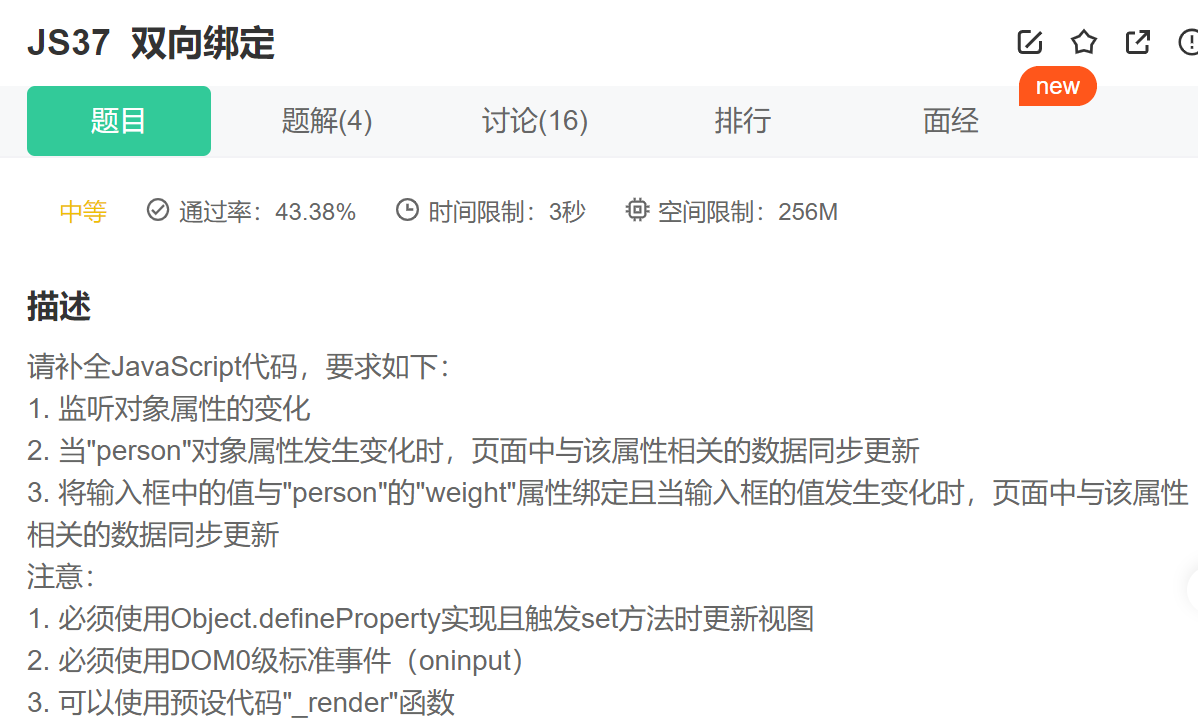 JS37 双向绑定
new
题目 题解(4) 讨论(16) 排行 面经
中等 通过率：43.38% 时间限制：3秒 空间限制：256M
描述
请补全JavaScript代码，要求如下：
1. 监听对象属性的变化
2. 当"person"对象属性发生变化时，页面中与该属性相关的数据同步更新
3. 将输入框中的值与"person"的"weight"属性绑定且当输入框的值发生变化时，页面中与该属性
相关的数据同步更新
注意：
1. 必须使用Object.defineProperty实现且触发set方法时更新视图
2. 必须使用DOM0级标准事件（oninput）
3. 可以使用预设代码"_render"函数